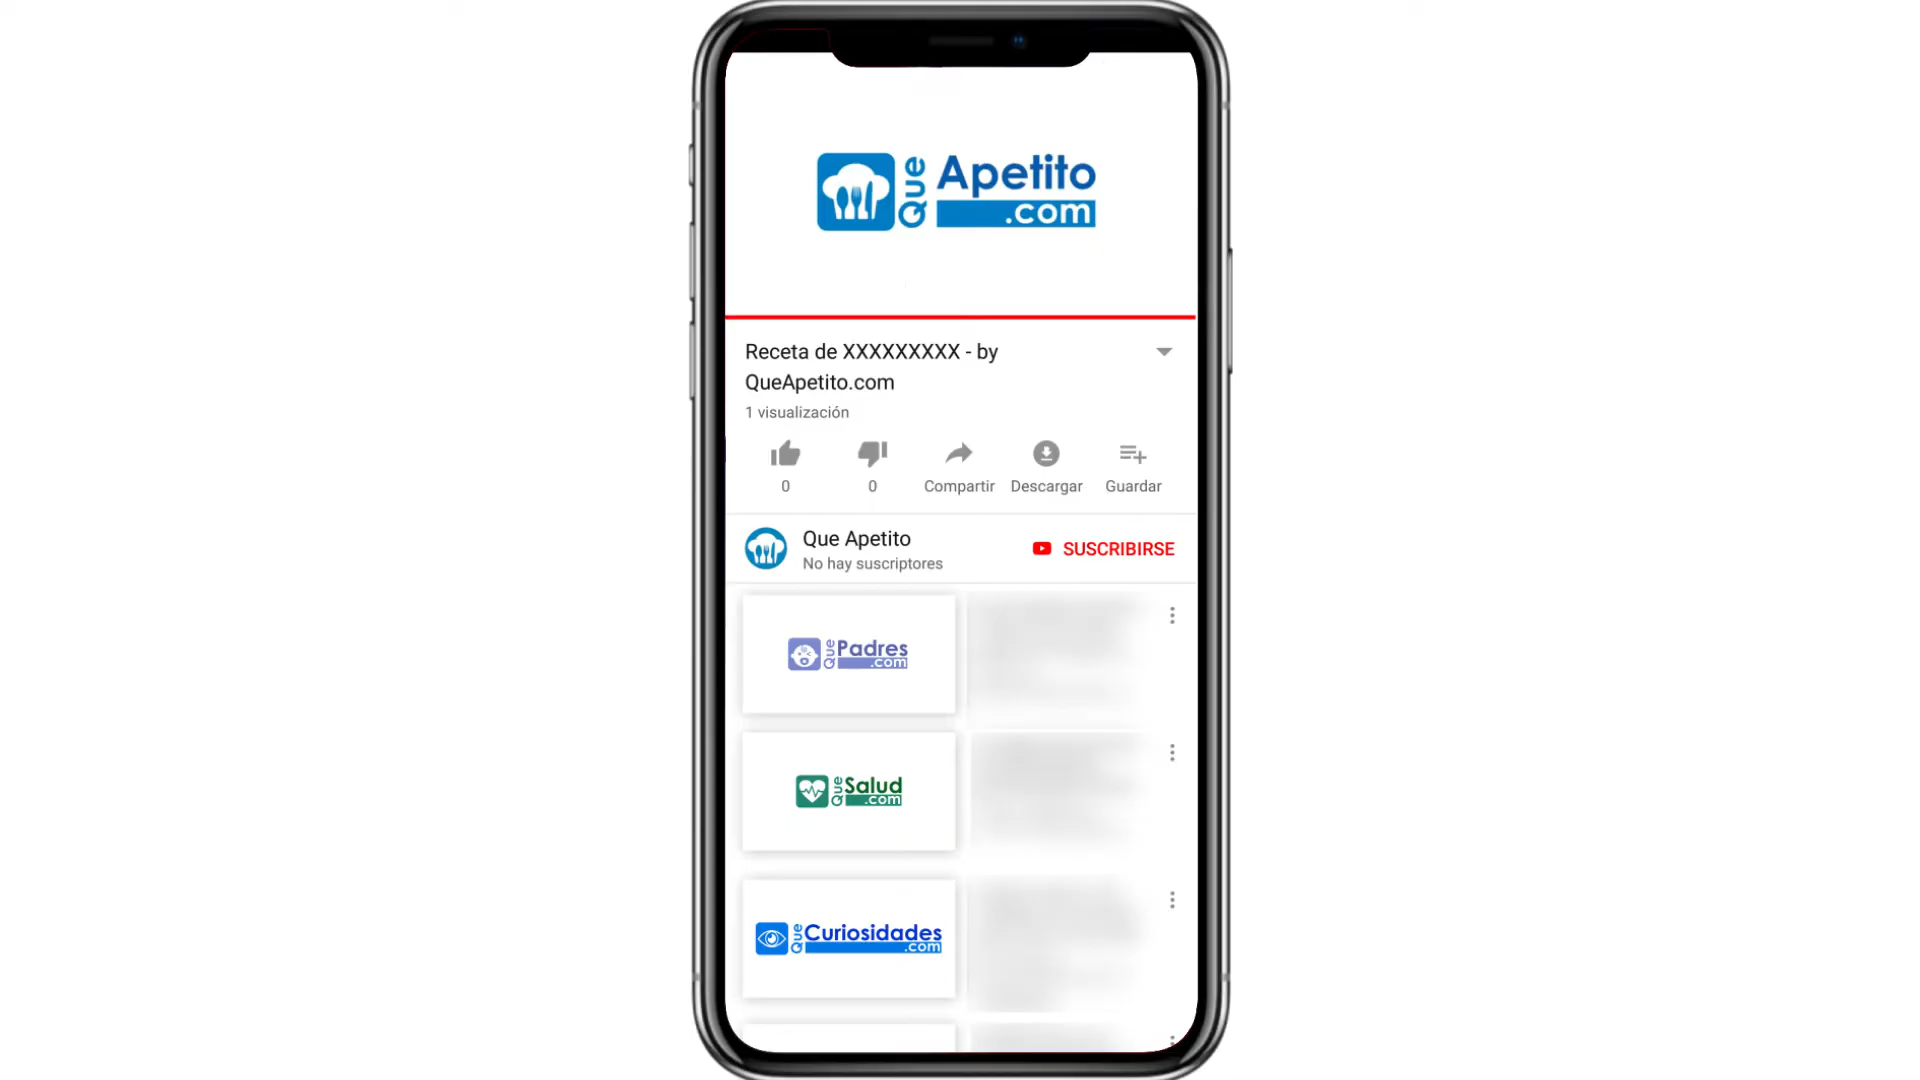 Que Apetito
.com
Receta de XXXXXXXXX - by
QueApetito.com
1 visualización
0 0 Compartir Descargar Guardar
Que Apetito
No hay suscriptores
SUSCRIBIRSE
Que Padres
.com
Que Salud
.com
Que Curiosidades
.com